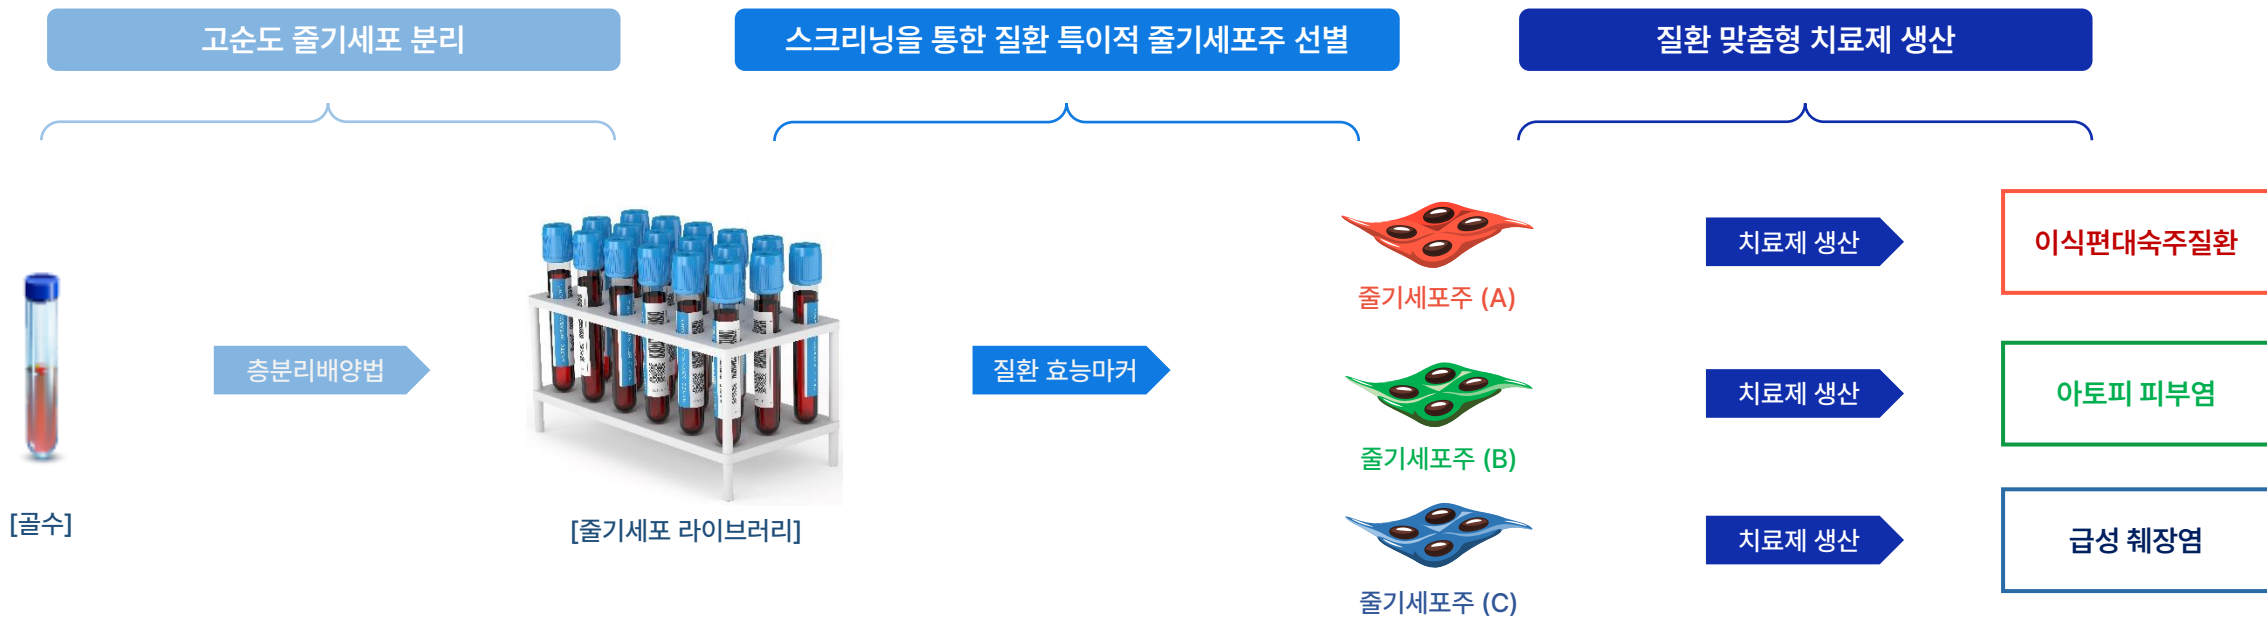 고순도 줄기세포 분리
스크리닝을 통한 질환 특이적 줄기세포주 선별
질환 맞춤형 치료제 생산
[골수]
층분리배양법
[줄기세포 라이브러리]
질환 효능마커
줄기세포주 (A)
치료제 생산
이식편대숙주질환
줄기세포주 (B)
치료제 생산
아토피 피부염
줄기세포주 (C)
치료제 생산
급성 췌장염